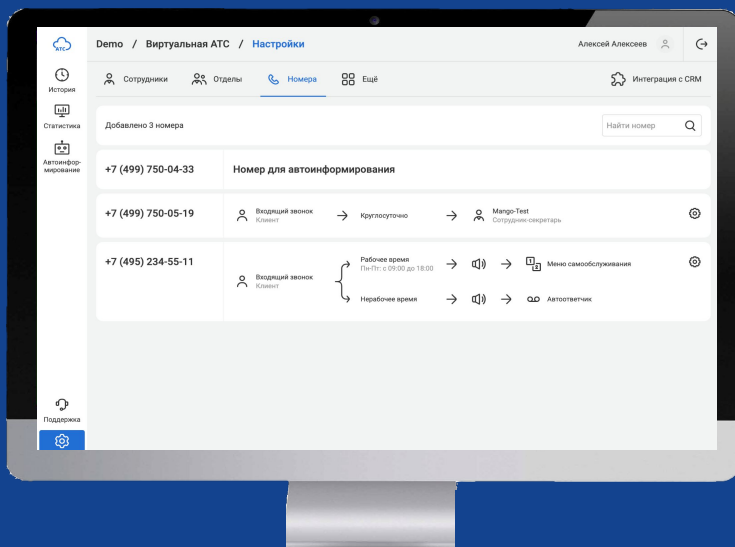 АТС
Demo / Виртуальная АТС / Настройки
Алексей Алексеев
История
Статистика
Автоинфор-
мирование
Поддержка
Сотрудники
Отделы
Номера
Ещё
Интеграция с CRM
Добавлено 3 номера
Найти номер
+7 (499) 750-04-33
Номер для автоинформирования
+7 (499) 750-05-19
Входящий звонок
Клиент
Круглосуточно
Mango-Test
Сотрудник-секретарь
+7 (495) 234-55-11
Входящий звонок
Клиент
Рабочее время
Пн-Пт: с 09:00 до 18:00
1
2
Меню самообслуживания
Нерабочее время
Автоответчик